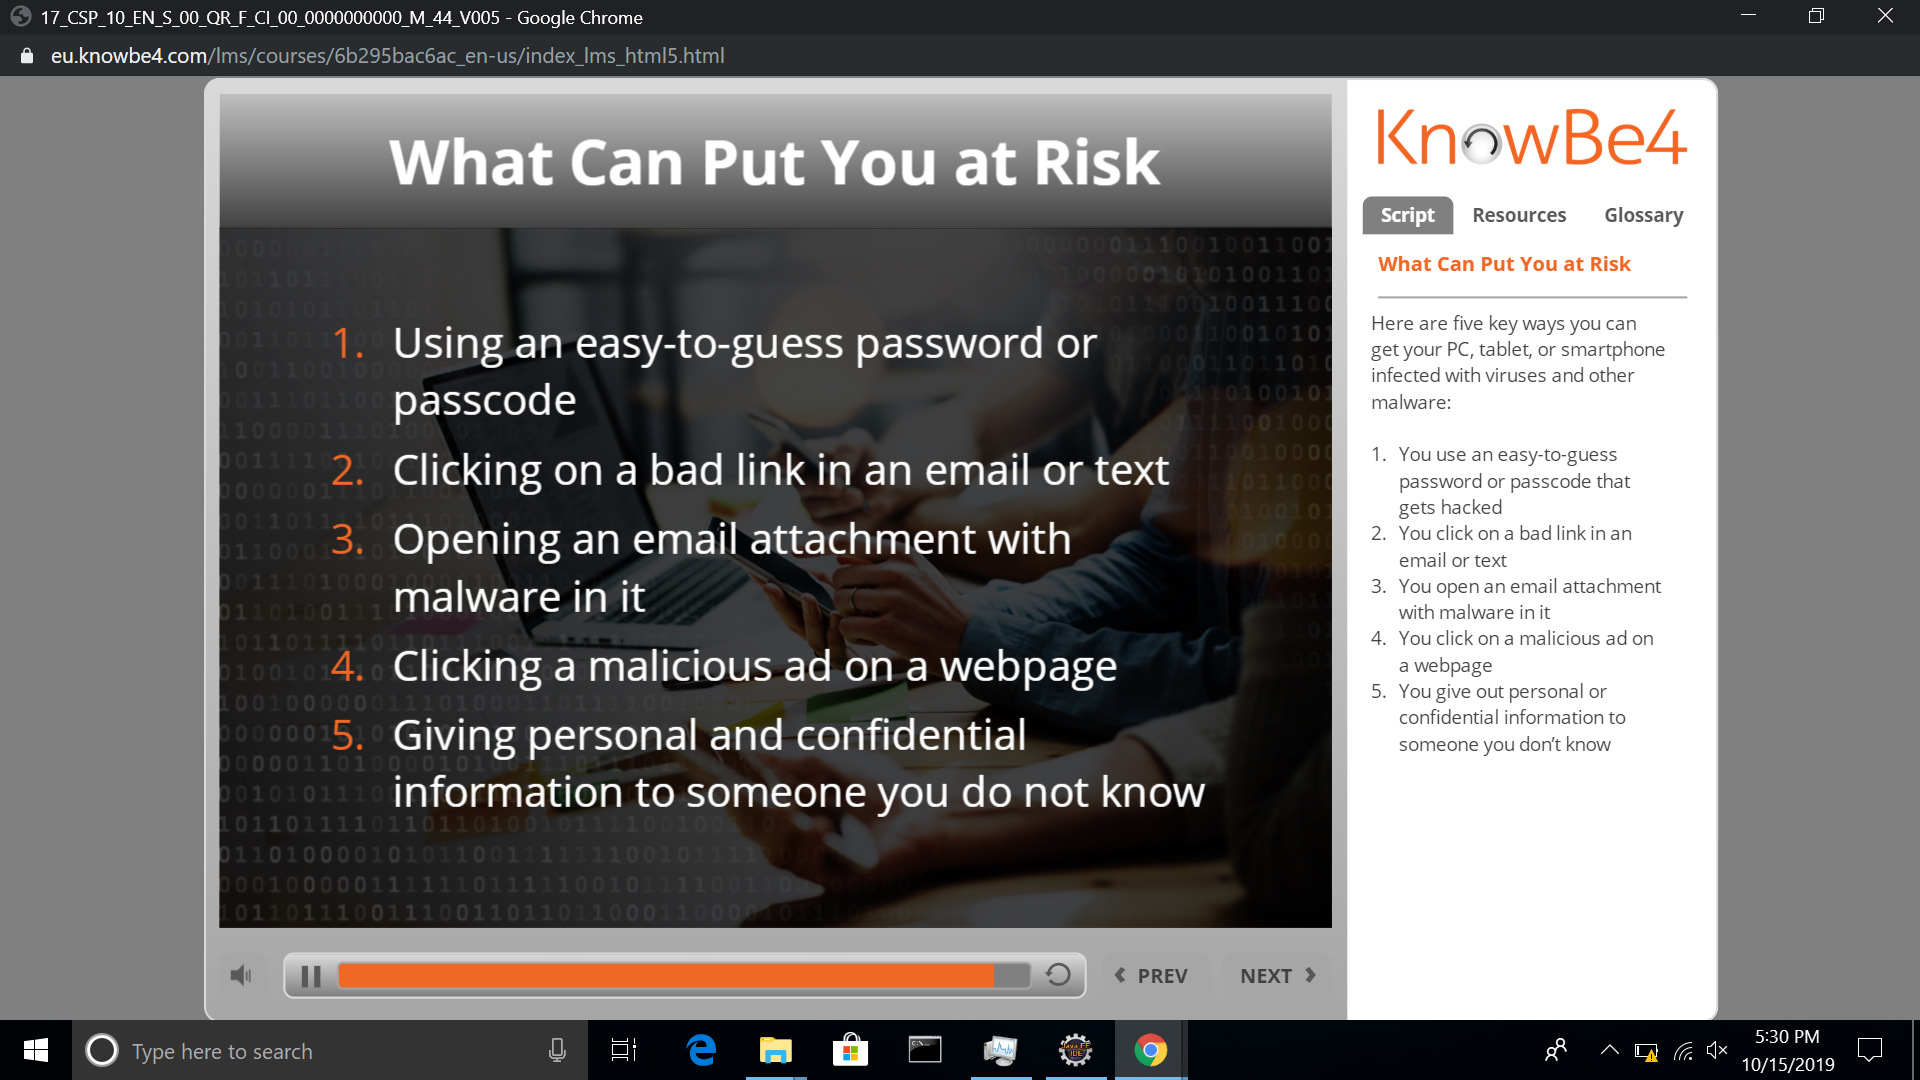 17_CSP_10_EN_S_00_QR_F_CI_00_0000000000_M_44_V005 - Google Chrome
eu.knowbe4.com/lms/courses/6b295bac6ac_en-us/index_lms_html5.html
What Can Put You at Risk
1. Using an easy-to-guess password or
passcode
2. Clicking on a bad link in an email or text
3. Opening an email attachment with
malware in it
4. Clicking a malicious ad on a webpage
5. Giving personal and confidential
information to someone you do not know
PREV
NEXT
KnowBe4
Script Resources Glossary
What Can Put You at Risk
Here are five key ways you can
get your PC, tablet, or smartphone
infected with viruses and other
malware:
1. You use an easy-to-guess
password or passcode that
gets hacked
2. You click on a bad link in an
email or text
3. You open an email attachment
with malware in it
4. You click on a malicious ad on
a webpage
5. You give out personal or
confidential information to
someone you don’t know
Type here to search
5:30 PM
10/15/2019